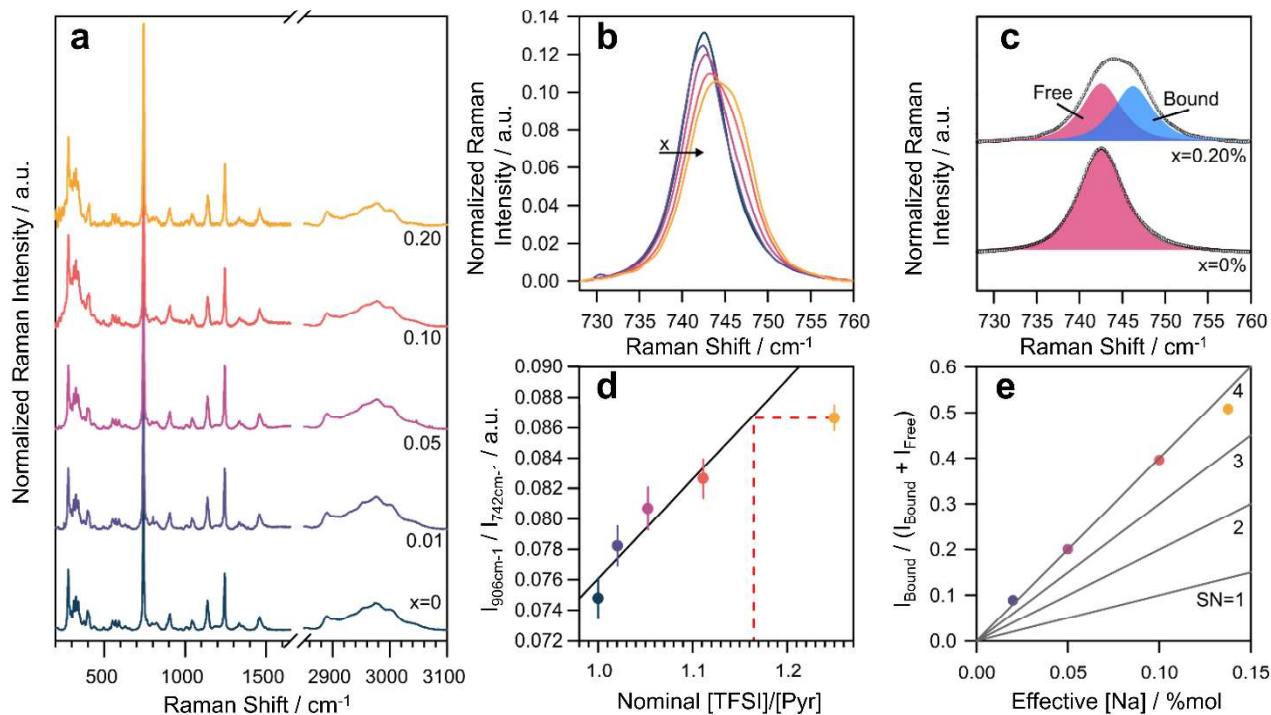 a
Normalized Raman Intensity / a.u.
0.20
0.10
0.05
0.01
x=0
500
1000
1500
2900
3000
3100
Raman Shift / cm⁻¹
b
Normalized Raman
Intensity / a.u.
0.14
0.12
0.10
0.08
0.06
0.04
0.02
0.00
x
730
735
740
745
750
755
760
Raman Shift / cm⁻¹
c
Normalized Raman
Intensity / a.u.
Free
Bound
x=0.20%
x=0%
730
735
740
745
750
755
760
Raman Shift / cm⁻¹
d
I906cm-1 / I742cm-´ / a.u.
0.090
0.088
0.086
0.084
0.082
0.080
0.078
0.076
0.074
0.072
1.0
1.1
1.2
Nominal [TFSI]/[Pyr]
e
IBound / (IBound + IFree)
0.6
0.5
0.4
0.3
0.2
0.1
0.0
4
3
2
SN=1
0.00
0.05
0.10
0.15
Effective [Na] / %mol